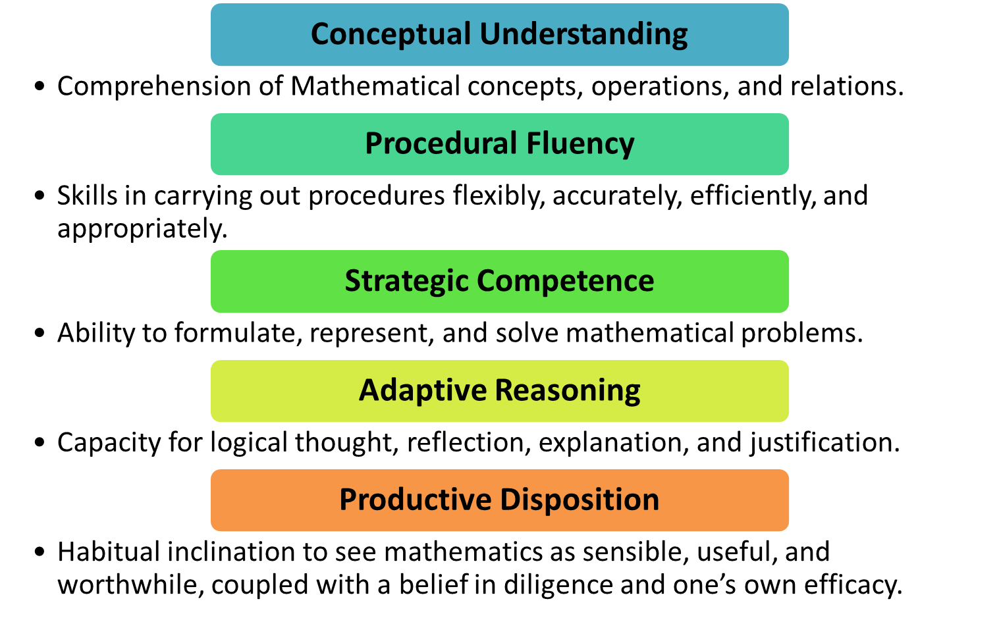 Conceptual Understanding
• Comprehension of Mathematical concepts, operations, and relations.
Procedural Fluency
• Skills in carrying out procedures flexibly, accurately, efficiently, and
appropriately.
Strategic Competence
• Ability to formulate, represent, and solve mathematical problems.
Adaptive Reasoning
• Capacity for logical thought, reflection, explanation, and justification.
Productive Disposition
• Habitual inclination to see mathematics as sensible, useful, and
worthwhile, coupled with a belief in diligence and one’s own efficacy.